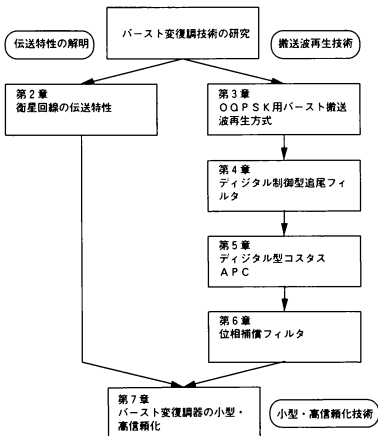 伝送特性の解明
バースト変復調技術の研究
搬送波再生技術
第2章
衛星回線の伝送特性
第3章
OQPSK用バースト搬送
波再生方式
第4章
ディジタル制御型追尾フィ
ルタ
第5章
ディジタル型コスタス
APC
第6章
位相補償フィルタ
第7章
バースト変復調器の小型・
高信頼化
小型・高信頼化技術